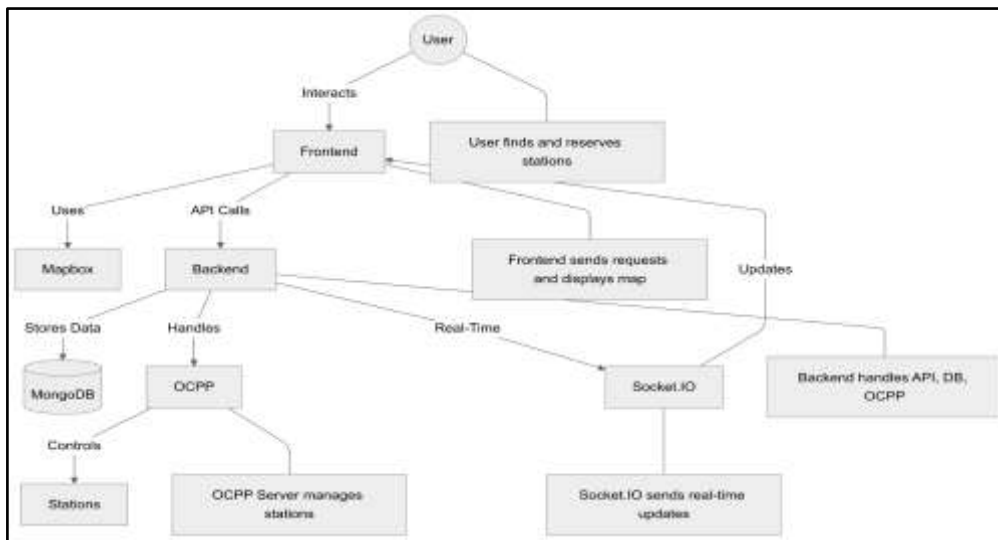 User
Interacts
Frontend
User finds and reserves
stations
Uses
API Calls
Mapbox
Backend
Frontend sends requests
and displays map
Updates
Stores Data
Handles
Real-Time
MongoDB
OCPP
Socket.IO
Backend handles API, DB,
OCPP
Controls
Stations
OCPP Server manages
stations
Socket.IO sends real-time
updates